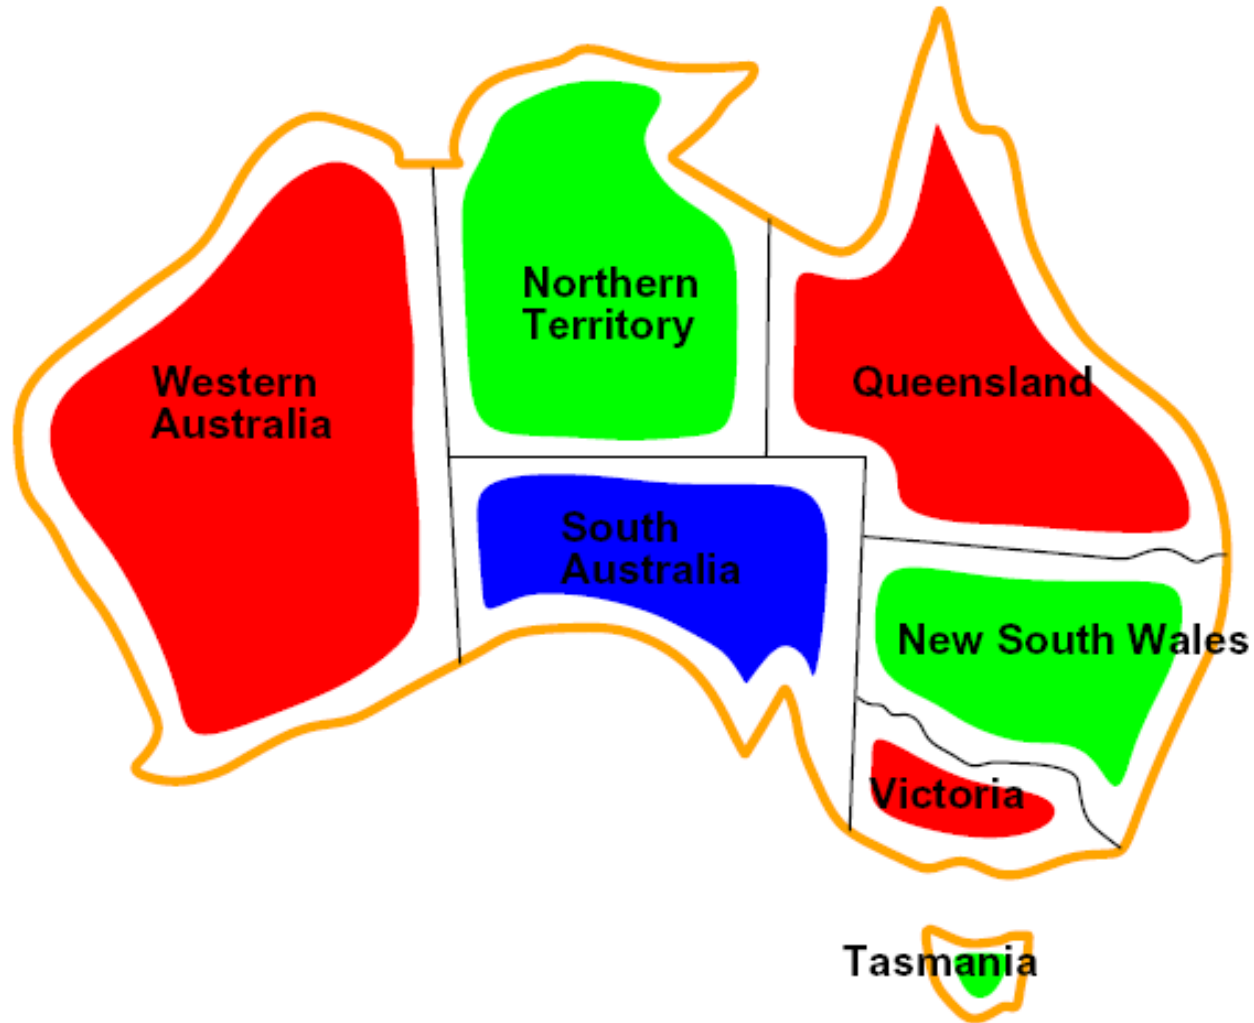 Northern
Territory
Western
Australia
Queensland
South
Australia
New South Wales
Victoria
Tasmania